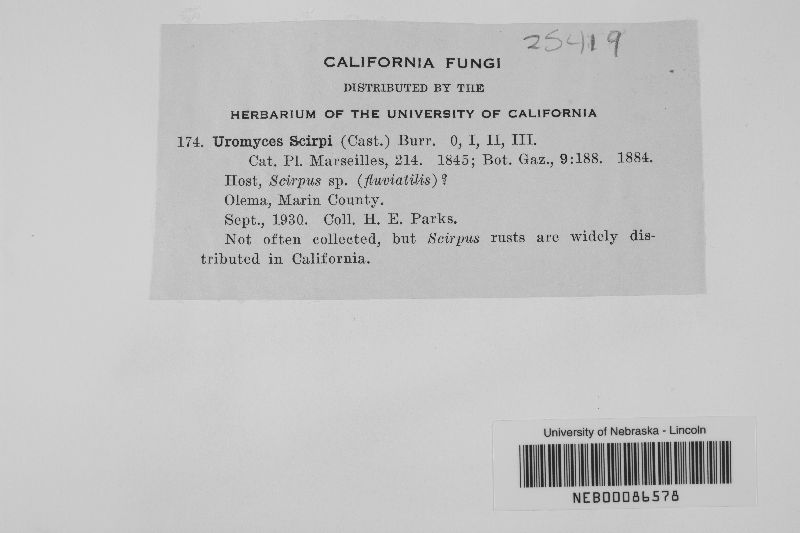 25419
CALIFORNIA FUNGI
DISTRIBUTED BY THE
HERBARIUM OF THE UNIVERSITY OF CALIFORNIA
174. Uromyces Scirpi (Cast.) Burr. 0, I, II, III.
Cat. Pl. Marseilles, 214. 1845; Bot. Gaz., 9:188. 1884.
Host, Scirpus sp. (fluviatilis)?
Olema, Marin County.
Sept., 1930. Coll. H. E. Parks.
Not often collected, but Scirpus rusts are widely dis-
tributed in California.
University of Nebraska - Lincoln
NEB00086578